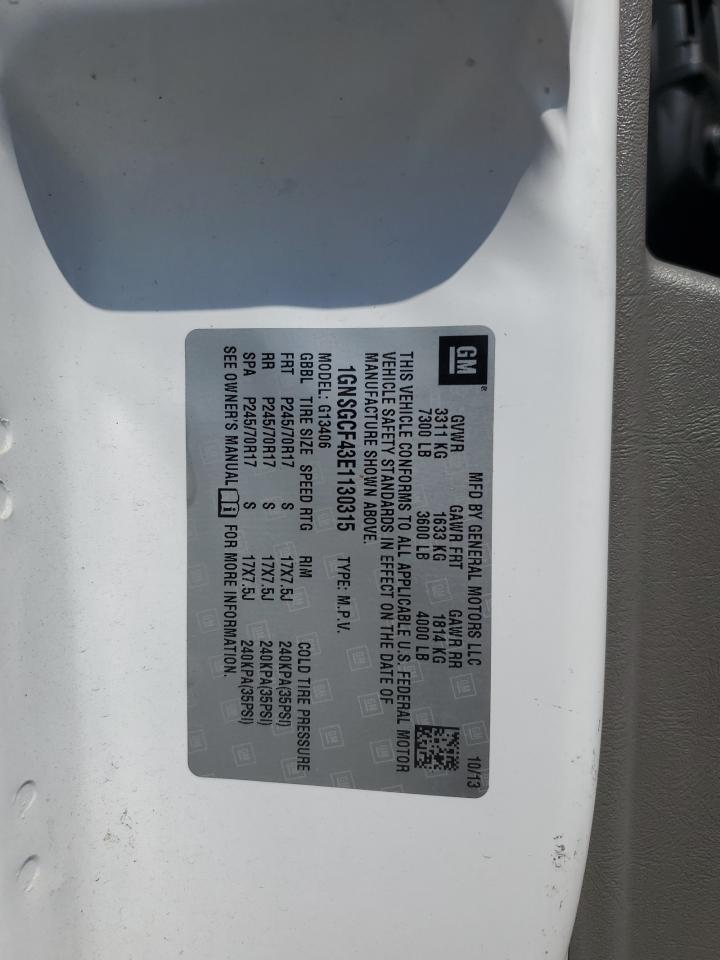 GM®
MFD BY GENERAL MOTORS LLC 10/13
GVWR GAWR FRT GAWR RR
3311 KG 1633 KG 1814 KG
7300 LB 3600 LB 4000 LB
THIS VEHICLE CONFORMS TO ALL APPLICABLE U.S. FEDERAL MOTOR
VEHICLE SAFETY STANDARDS IN EFFECT ON THE DATE OF
MANUFACTURE SHOWN ABOVE.
1GNSGCF43E1130315 TYPE: M.P.V.
MODEL: G13406
GBBL TIRE SIZE SPEED RTG RIM COLD TIRE PRESSURE
FRT P245/70R17 S 17X7.5J 240KPA(35PSI)
RR P245/70R17 S 17X7.5J 240KPA(35PSI)
SPA P245/70R17 S 17X7.5J 240KPA(35PSI)
SEE OWNER'S MANUAL FOR MORE INFORMATION.